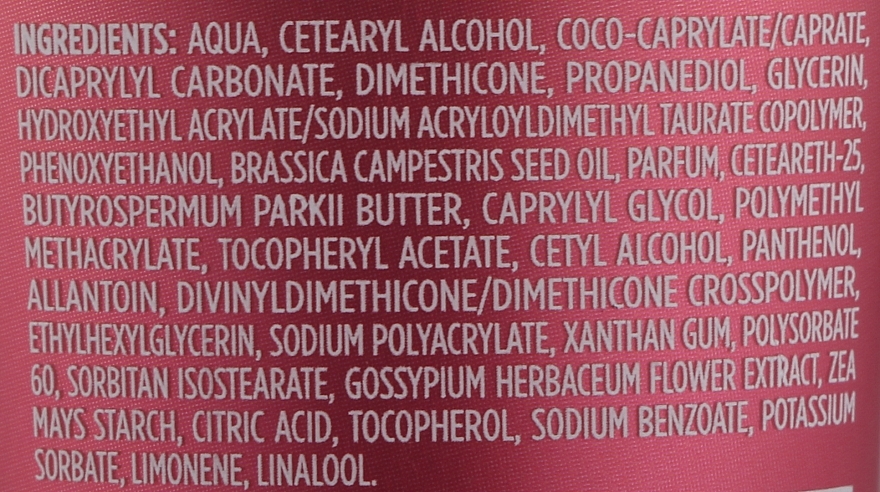 INGREDIENTS: AQUA, CETEARYL ALCOHOL, COCO-CAPRYLATE/CAPRATE,
DICAPRYLYL CARBONATE, DIMETHICONE, PROPANEDIOL, GLYCERIN,
HYDROXYETHYL ACRYLATE/SODIUM ACRYLOYLDIMETHYL TAURATE COPOLYMER,
PHENOXYETHANOL, BRASSICA CAMPESTRIS SEED OIL, PARFUM, CETEARETH-25,
BUTYROSPERMUM PARKII BUTTER, CAPRYLYL GLYCOL, POLYMETHYL
METHACRYLATE, TOCOPHERYL ACETATE, CETYL ALCOHOL, PANTHENOL,
ALLANTOIN, DIVINYLDIMETHICONE/DIMETHICONE CROSSPOLYMER,
ETHYLHEXYLGLYCERIN, SODIUM POLYACRYLATE, XANTHAN GUM, POLYSORBATE
60, SORBITAN ISOSTEARATE, GOSSYPIUM HERBACEUM FLOWER EXTRACT, ZEA
MAYS STARCH, CITRIC ACID, TOCOPHEROL, SODIUM BENZOATE, POTASSIUM
SORBATE, LIMONENE, LINALOOL.